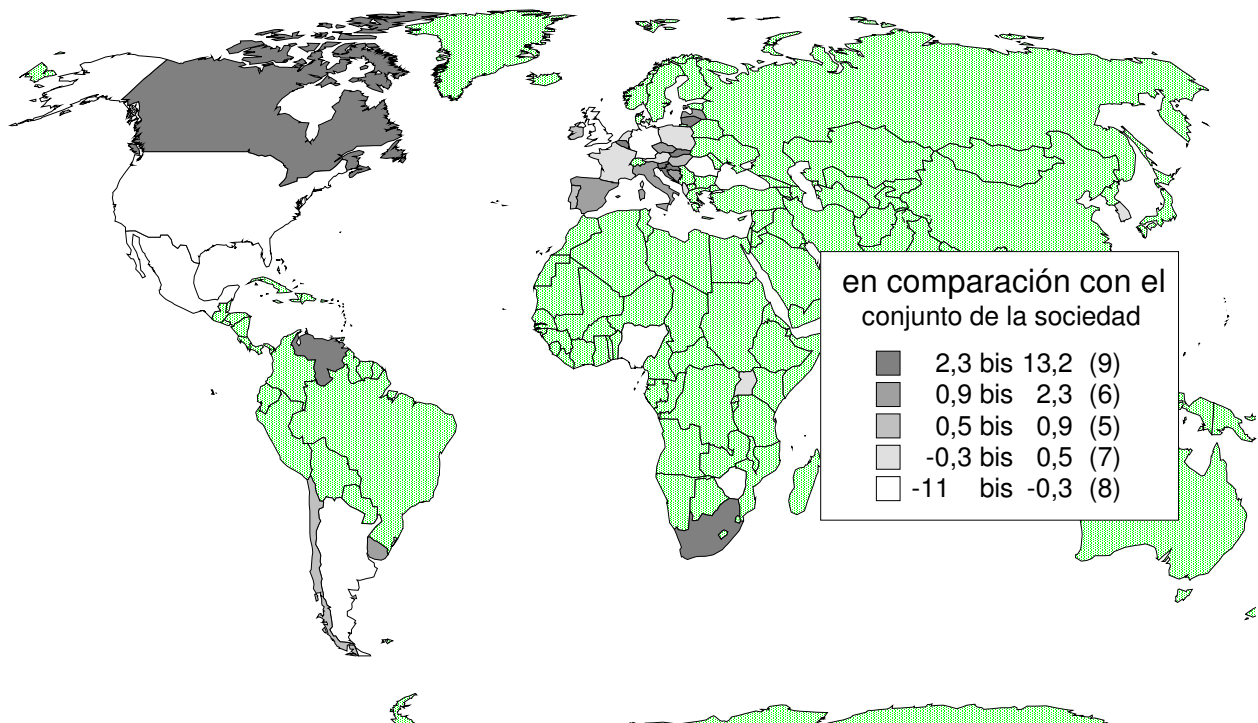 en comparación con el
conjunto de la sociedad
2,3 bis 13,2 (9)
0,9 bis 2,3 (6)
0,5 bis 0,9 (5)
-0,3 bis 0,5 (7)
-11 bis -0,3 (8)